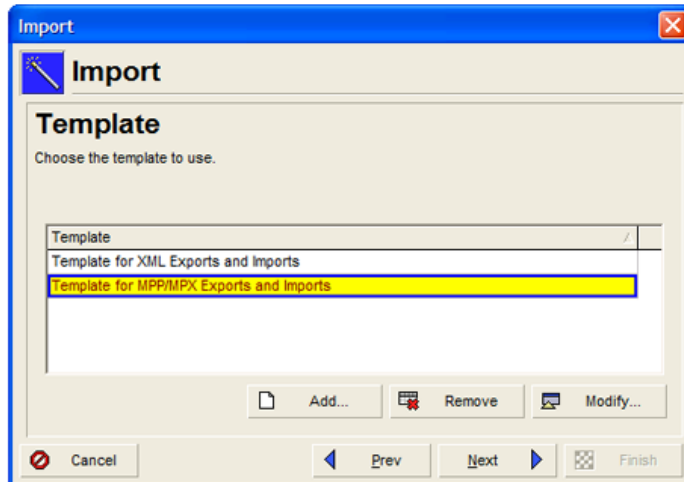 Import
Import
Template
Choose the template to use.
Template
Template for XML Exports and Imports
Template for MPP/MPX Exports and Imports
Add... Remove Modify...
Cancel Prev Next Finish